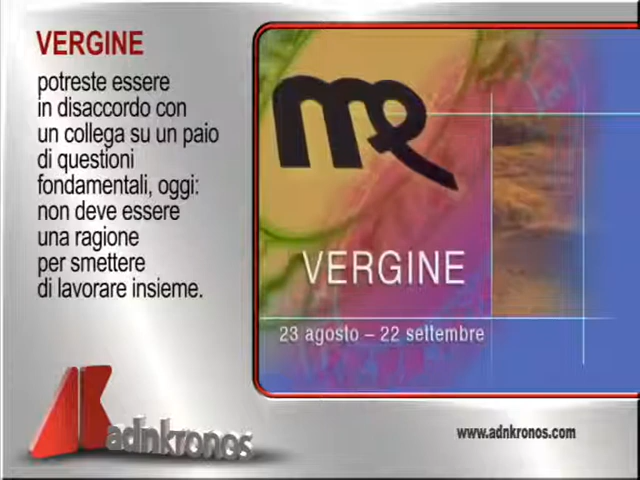 VERGINE
potreste essere
in disaccordo con
un collega su un paio
di questioni
fondamentali, oggi:
non deve essere
una ragione
per smettere
di lavorare insieme.
VERGINE
23 agosto – 22 settembre
adnkronos
www.adnkronos.com